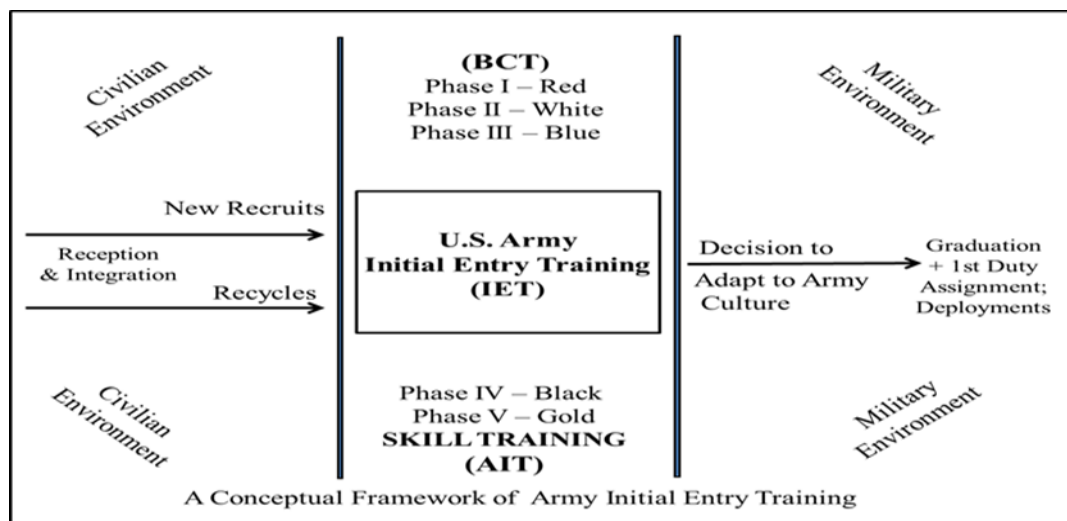 Civilian
Environment
New Recruits
Reception
& Integration
Recycles
Civilian
Environment
(BCT)
Phase I – Red
Phase II – White
Phase III – Blue
U.S. Army
Initial Entry Training
(IET)
Phase IV – Black
Phase V – Gold
SKILL TRAINING
(AIT)
Military
Environment
Decision to
Adapt to Army
Culture
Graduation
+ 1st Duty
Assignment;
Deployments
Military
Environment
A Conceptual Framework of Army Initial Entry Training